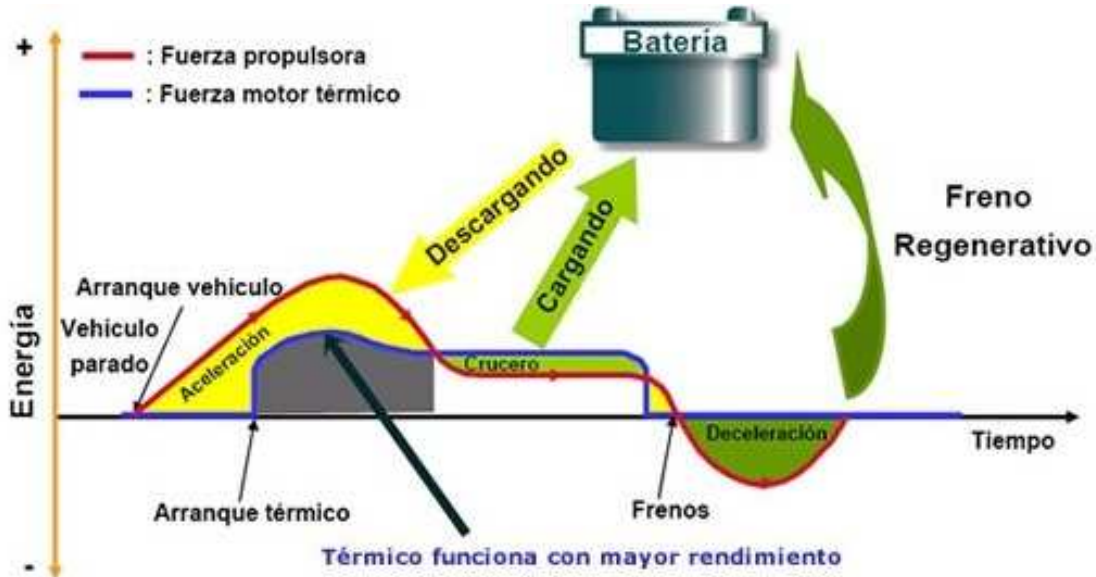 +
: Fuerza propulsora
: Fuerza motor térmico
Batería
Descargando
Cargando
Freno
Regenerativo
Arranque vehiculo
Vehiculo
parado
Energía
Aceleración
Crucero
Deceleración
Tiempo
Arranque térmico
Frenos
Térmico funciona con mayor rendimiento
-